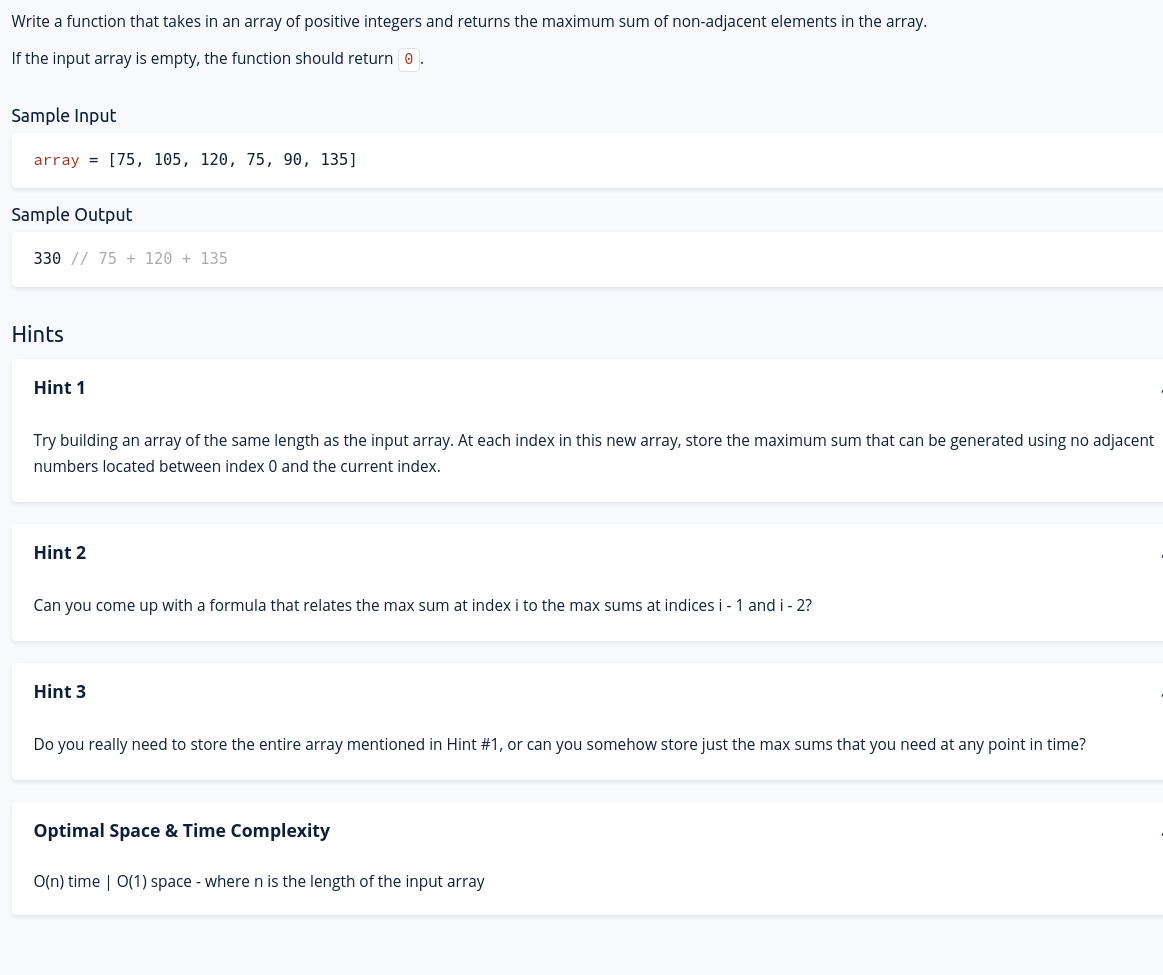 Write a function that takes in an array of positive integers and returns the maximum sum of non-adjacent elements in the array.
If the input array is empty, the function should return 0.
Sample Input
array = [75, 105, 120, 75, 90, 135]
Sample Output
330 // 75 + 120 + 135
Hints
Hint 1
Try building an array of the same length as the input array. At each index in this new array, store the maximum sum that can be generated using no adjacent
numbers located between index 0 and the current index.
Hint 2
Can you come up with a formula that relates the max sum at index i to the max sums at indices i - 1 and i - 2?
Hint 3
Do you really need to store the entire array mentioned in Hint #1, or can you somehow store just the max sums that you need at any point in time?
Optimal Space & Time Complexity
O(n) time | O(1) space - where n is the length of the input array